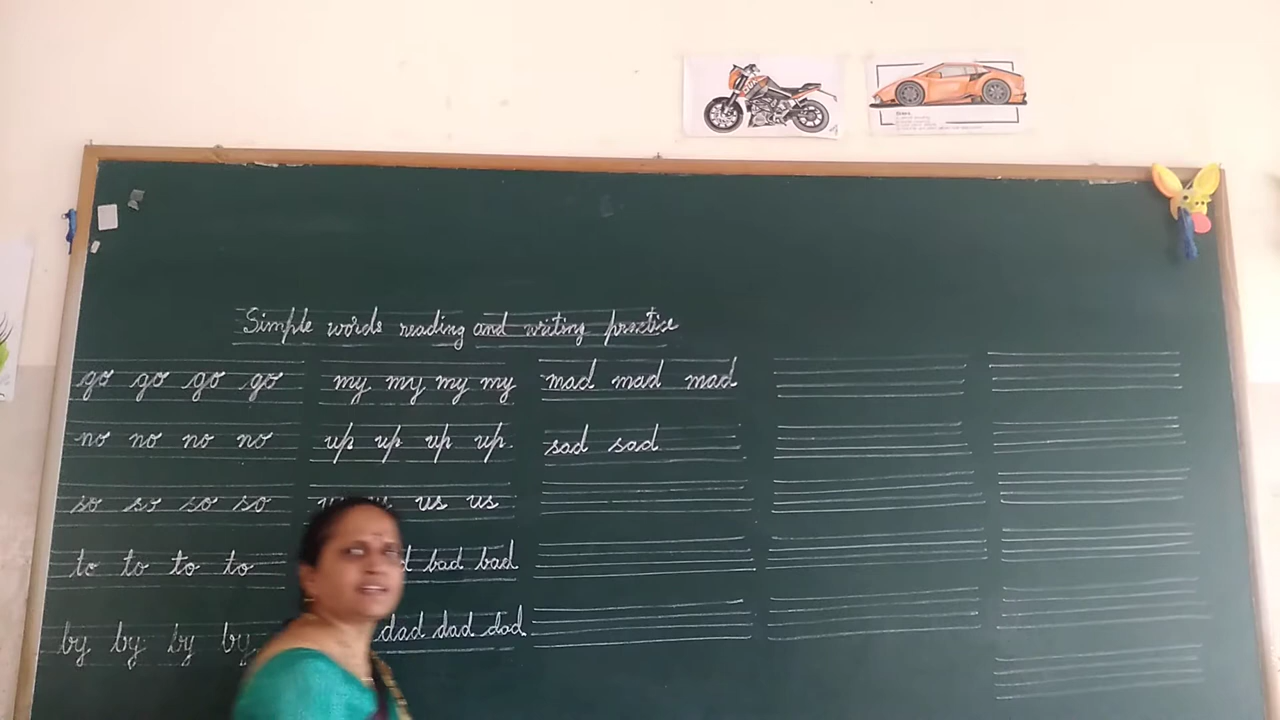 Simple words reading and writing practice
go go go go
no no no no
so so so so
to to to to
by by by by
my my my my
up up up up
us us us
bad bad
dad dad dad
mad mad mad
sad sad
DUKE